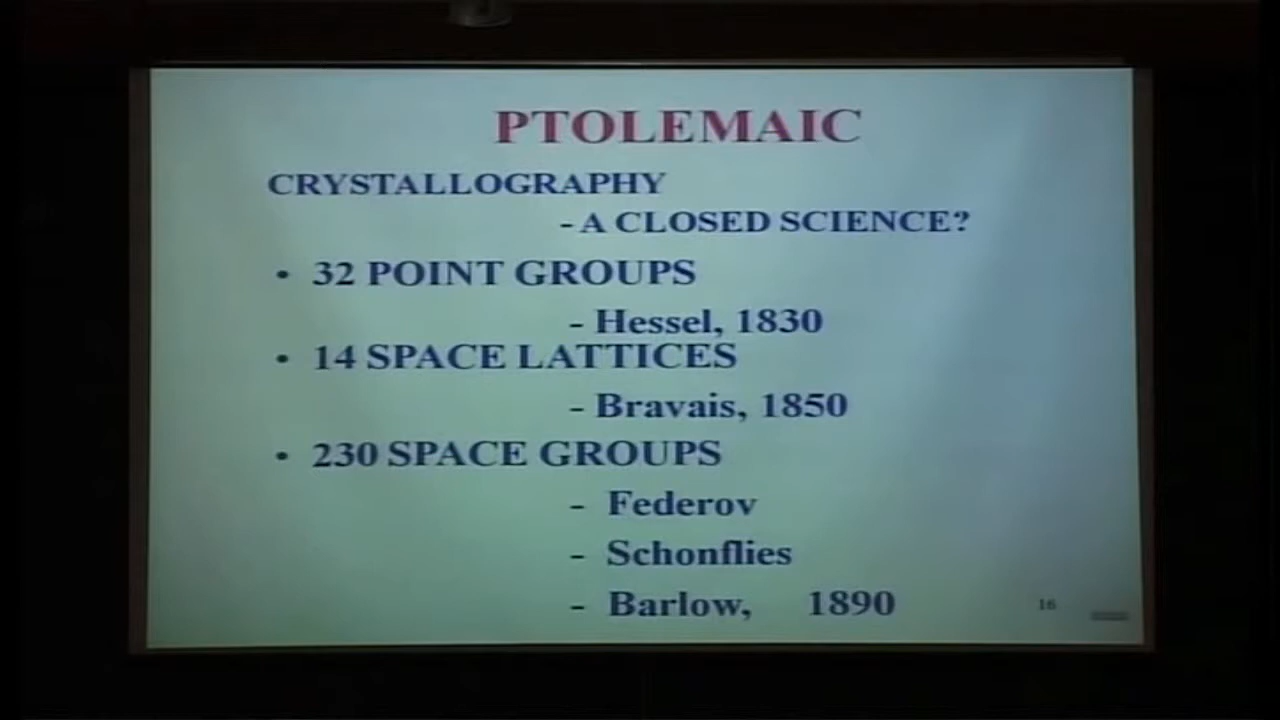 PTOLEMAIC
CRYSTALLOGRAPHY
- A CLOSED SCIENCE?
• 32 POINT GROUPS
- Hessel, 1830
• 14 SPACE LATTICES
- Bravais, 1850
• 230 SPACE GROUPS
- Federov
- Schonflies
- Barlow, 1890
16